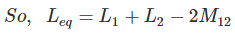 So, L_eq = L_1 + L_2 − 2M_12